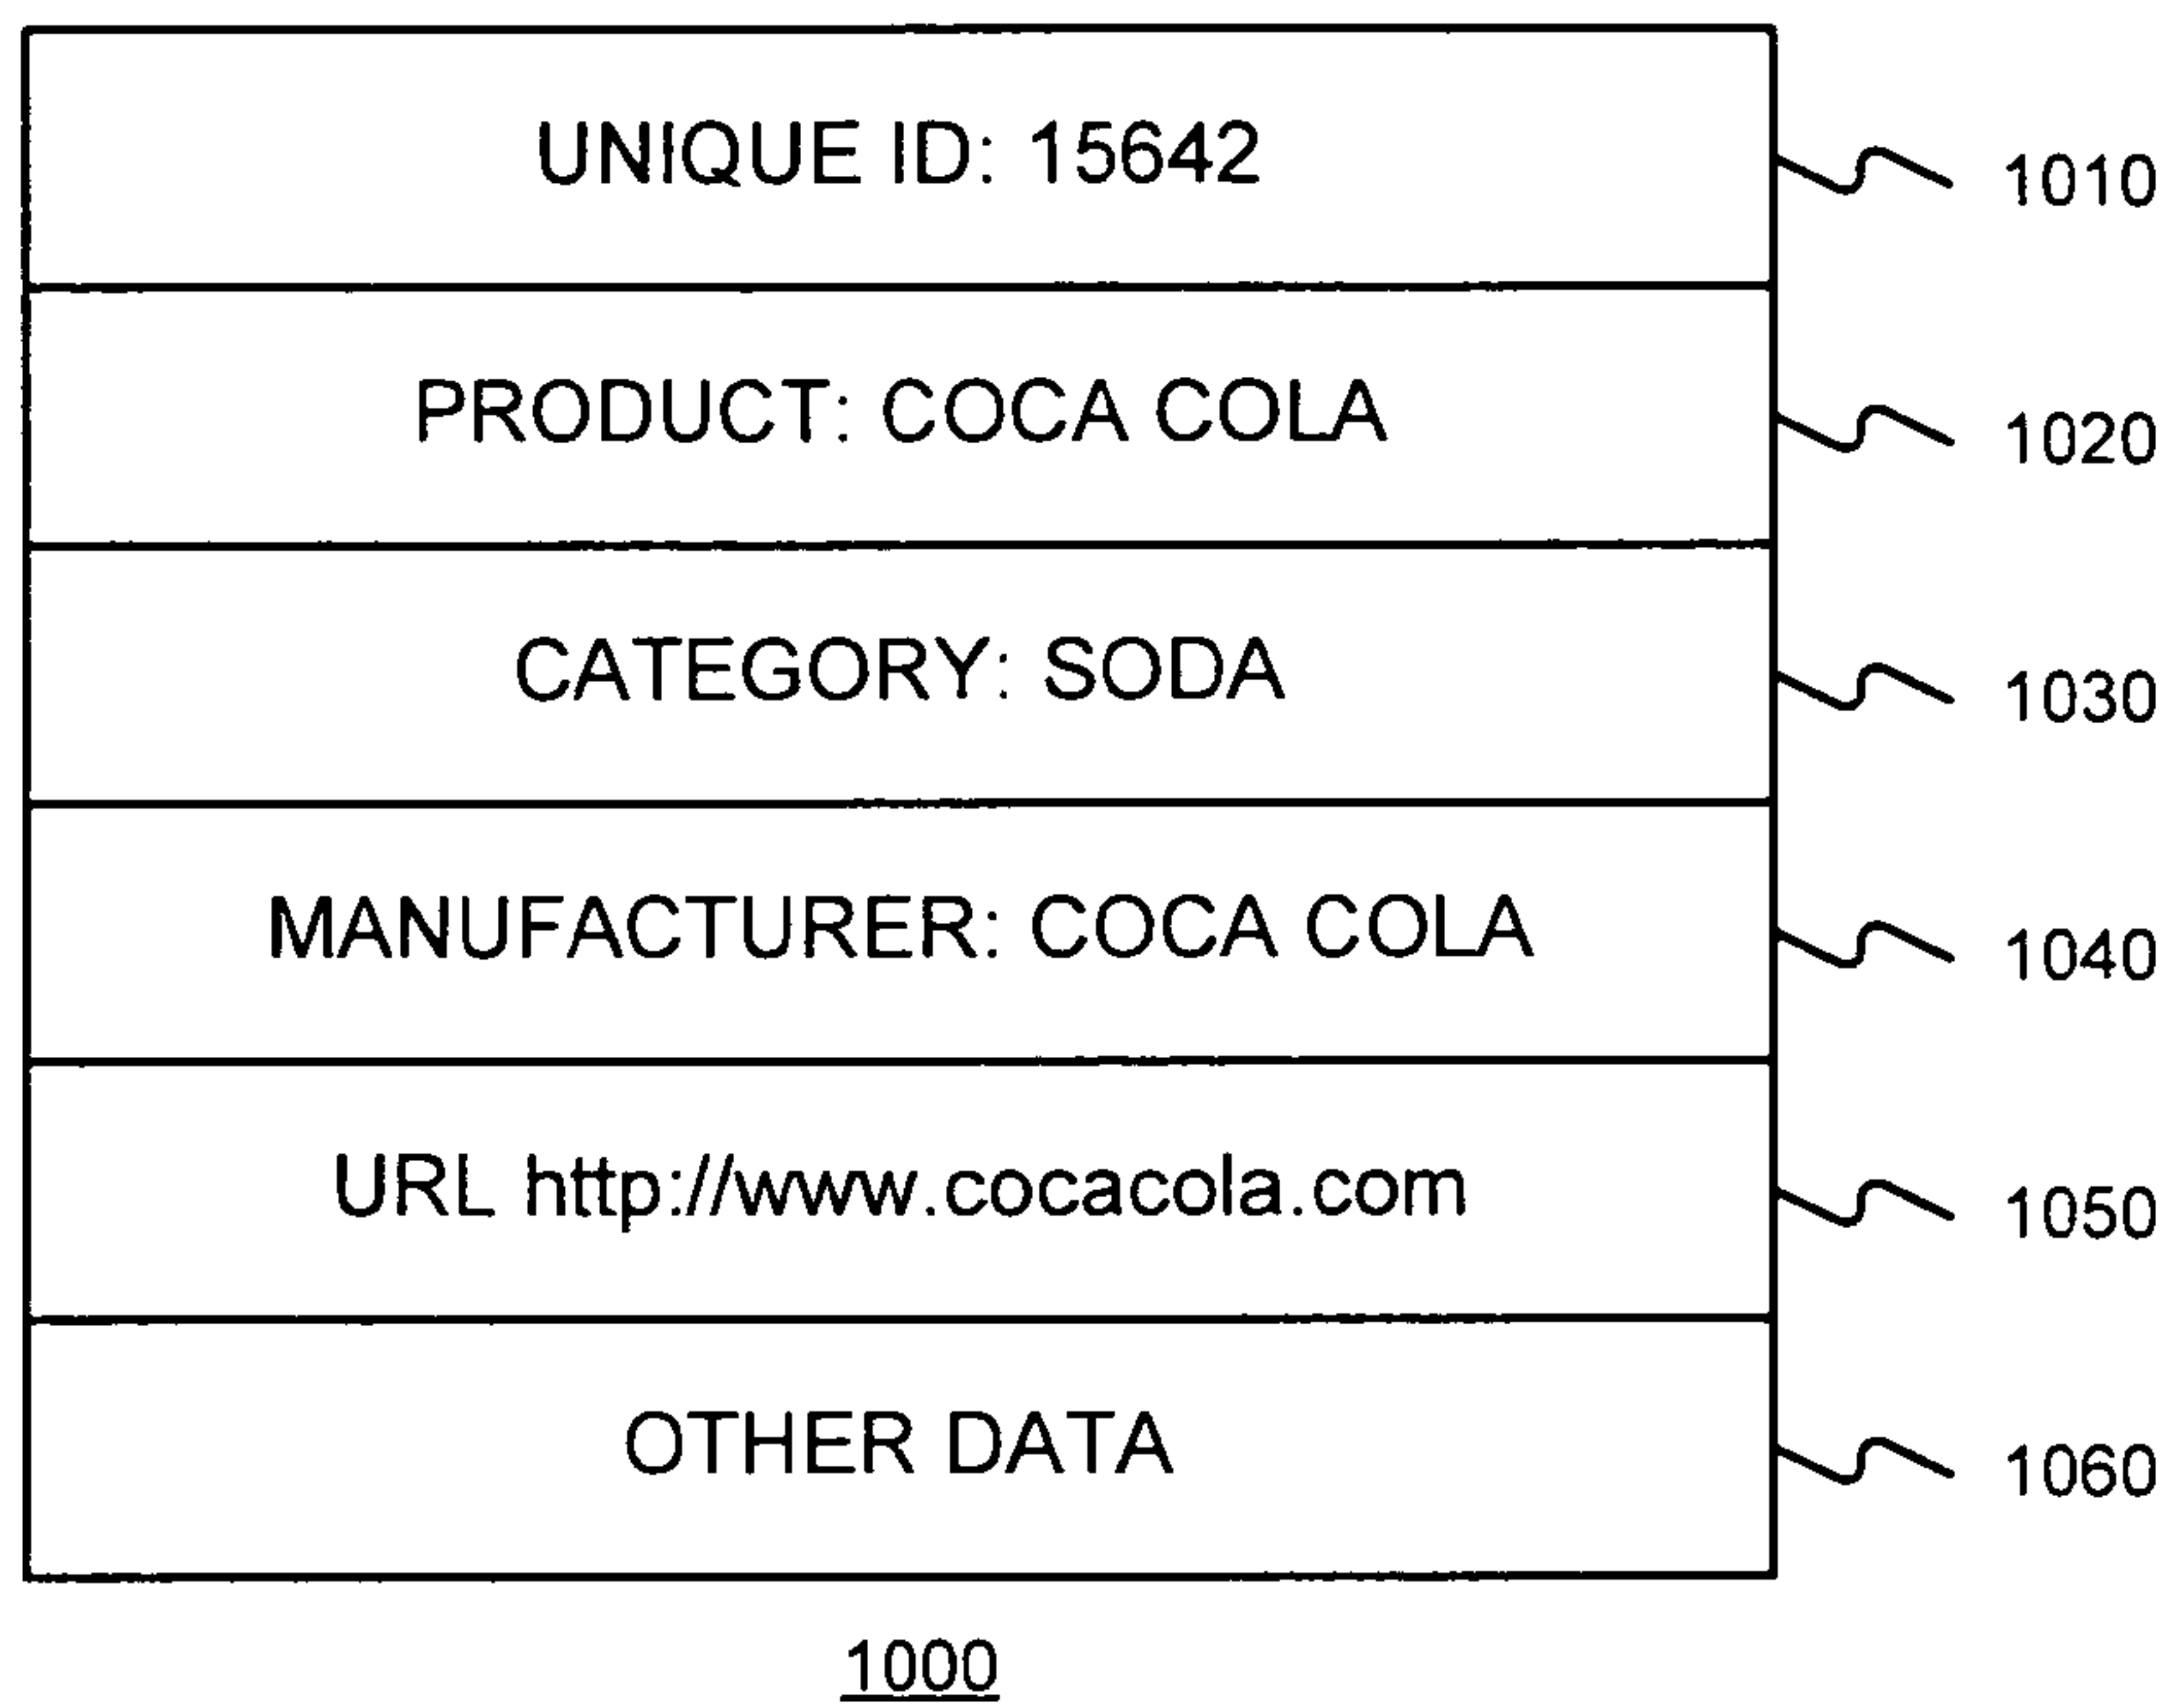 UNIQUE ID: 15642 1010
PRODUCT: COCA COLA 1020
CATEGORY: SODA 1030
MANUFACTURER: COCA COLA 1040
URL http://www.cocacola.com 1050
OTHER DATA 1060
1000